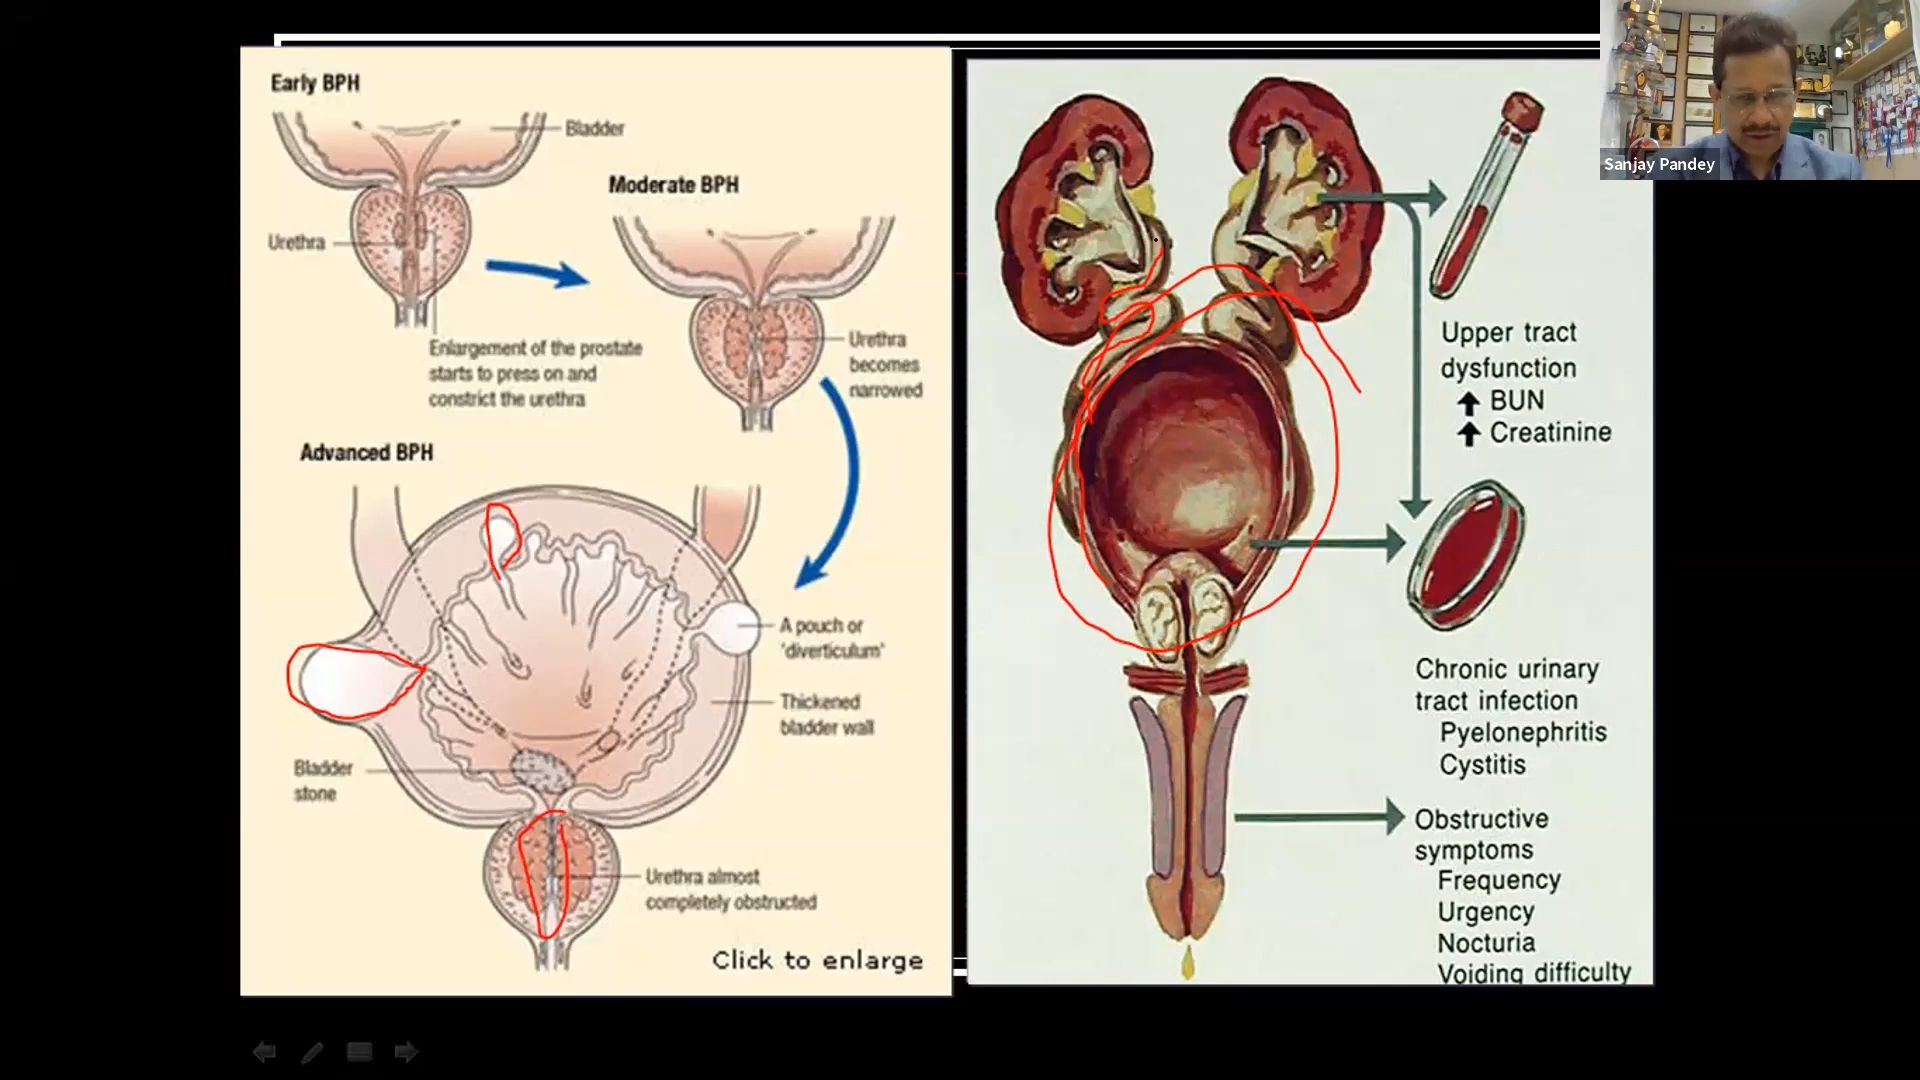 Early BPH
Bladder
Moderate BPH
Urethra
Enlargement of the prostate
starts to press on and
constrict the urethra
Urethra
becomes
narrowed
Advanced BPH
A pouch or
'diverticulum'
Thickened
bladder wall
Bladder
stone
Urethra almost
completely obstructed
Click to enlarge
Upper tract
dysfunction
BUN
Creatinine
Chronic urinary
tract infection
Pyelonephritis
Cystitis
Obstructive
symptoms
Frequency
Urgency
Nocturia
Voiding difficulty
Sanjay Pandey